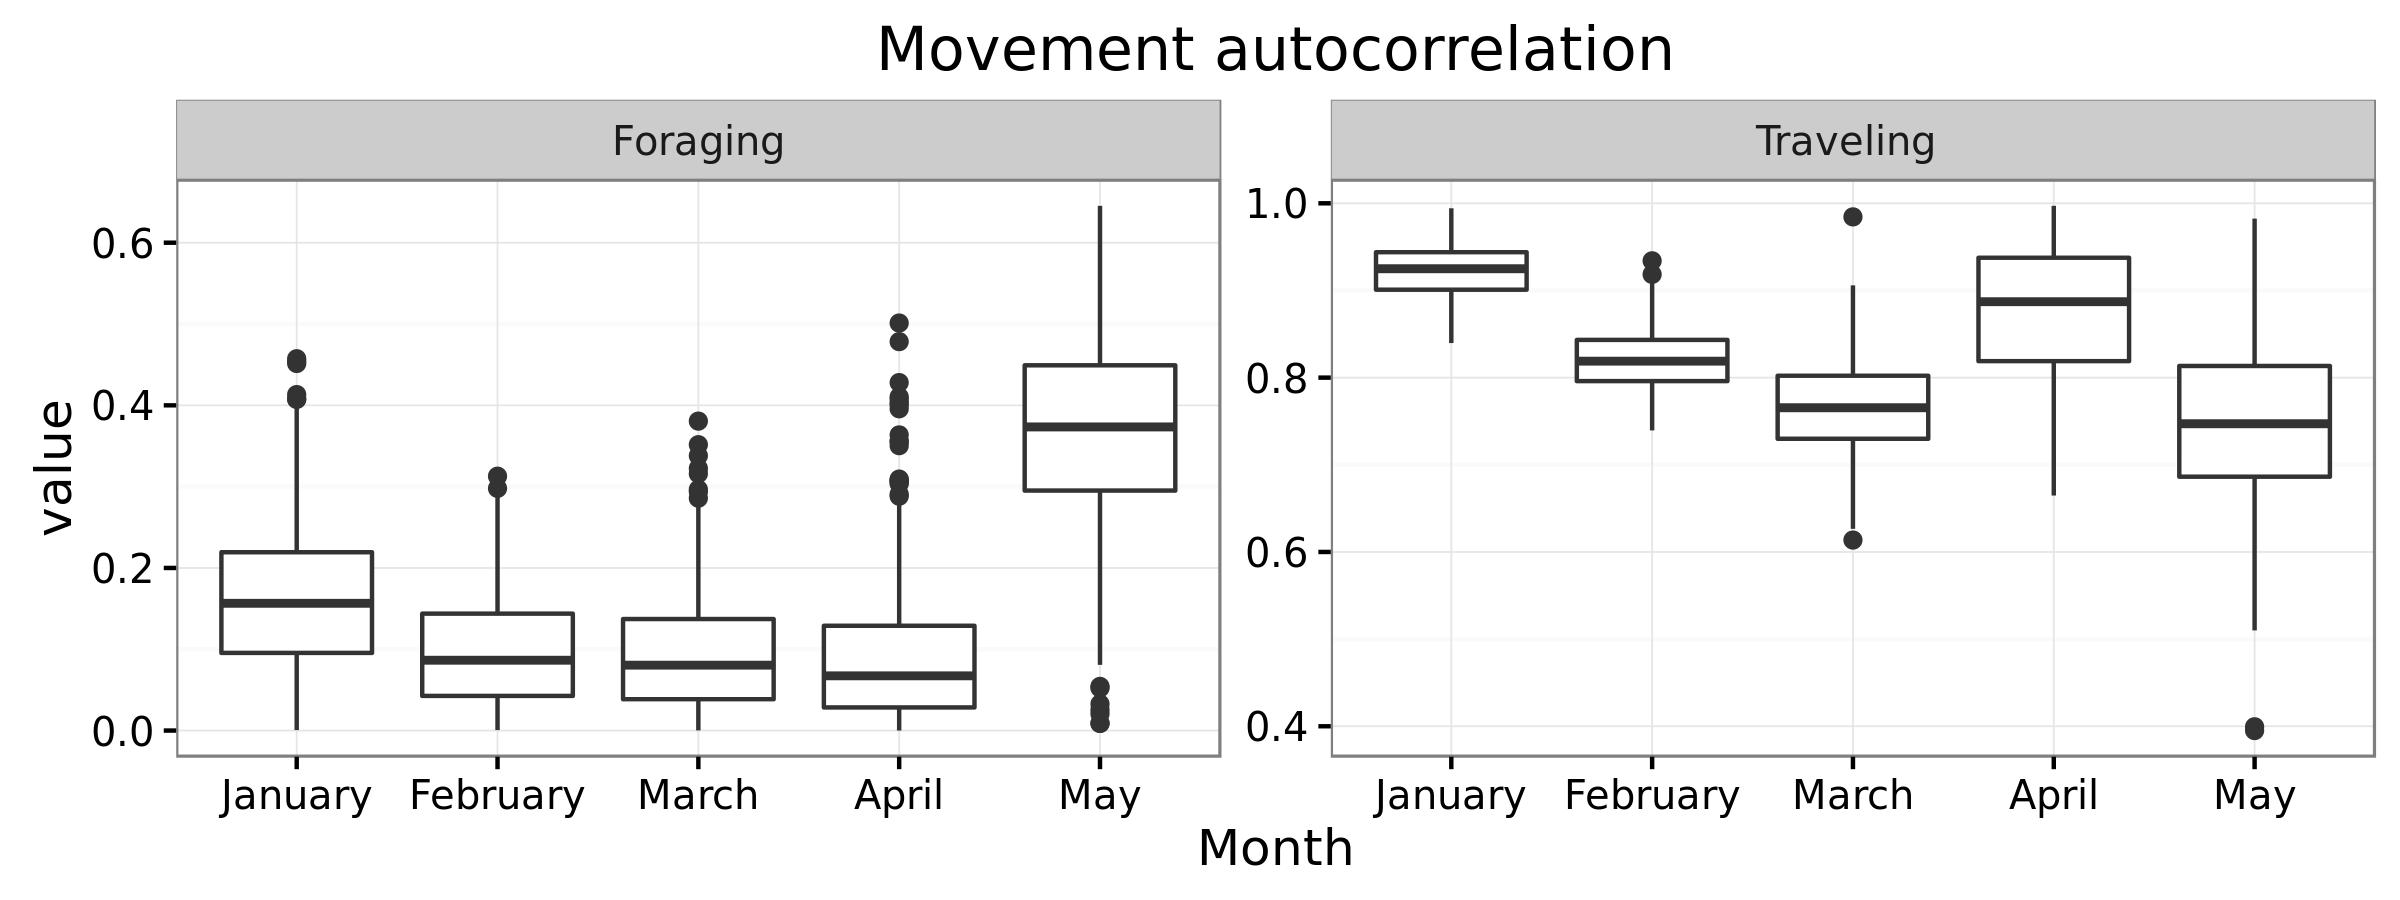 Movement autocorrelation
Foraging
Traveling
value
0.6
0.4
0.2
0.0
1.0
0.8
0.6
0.4
January February March April May
January February March April May
Month